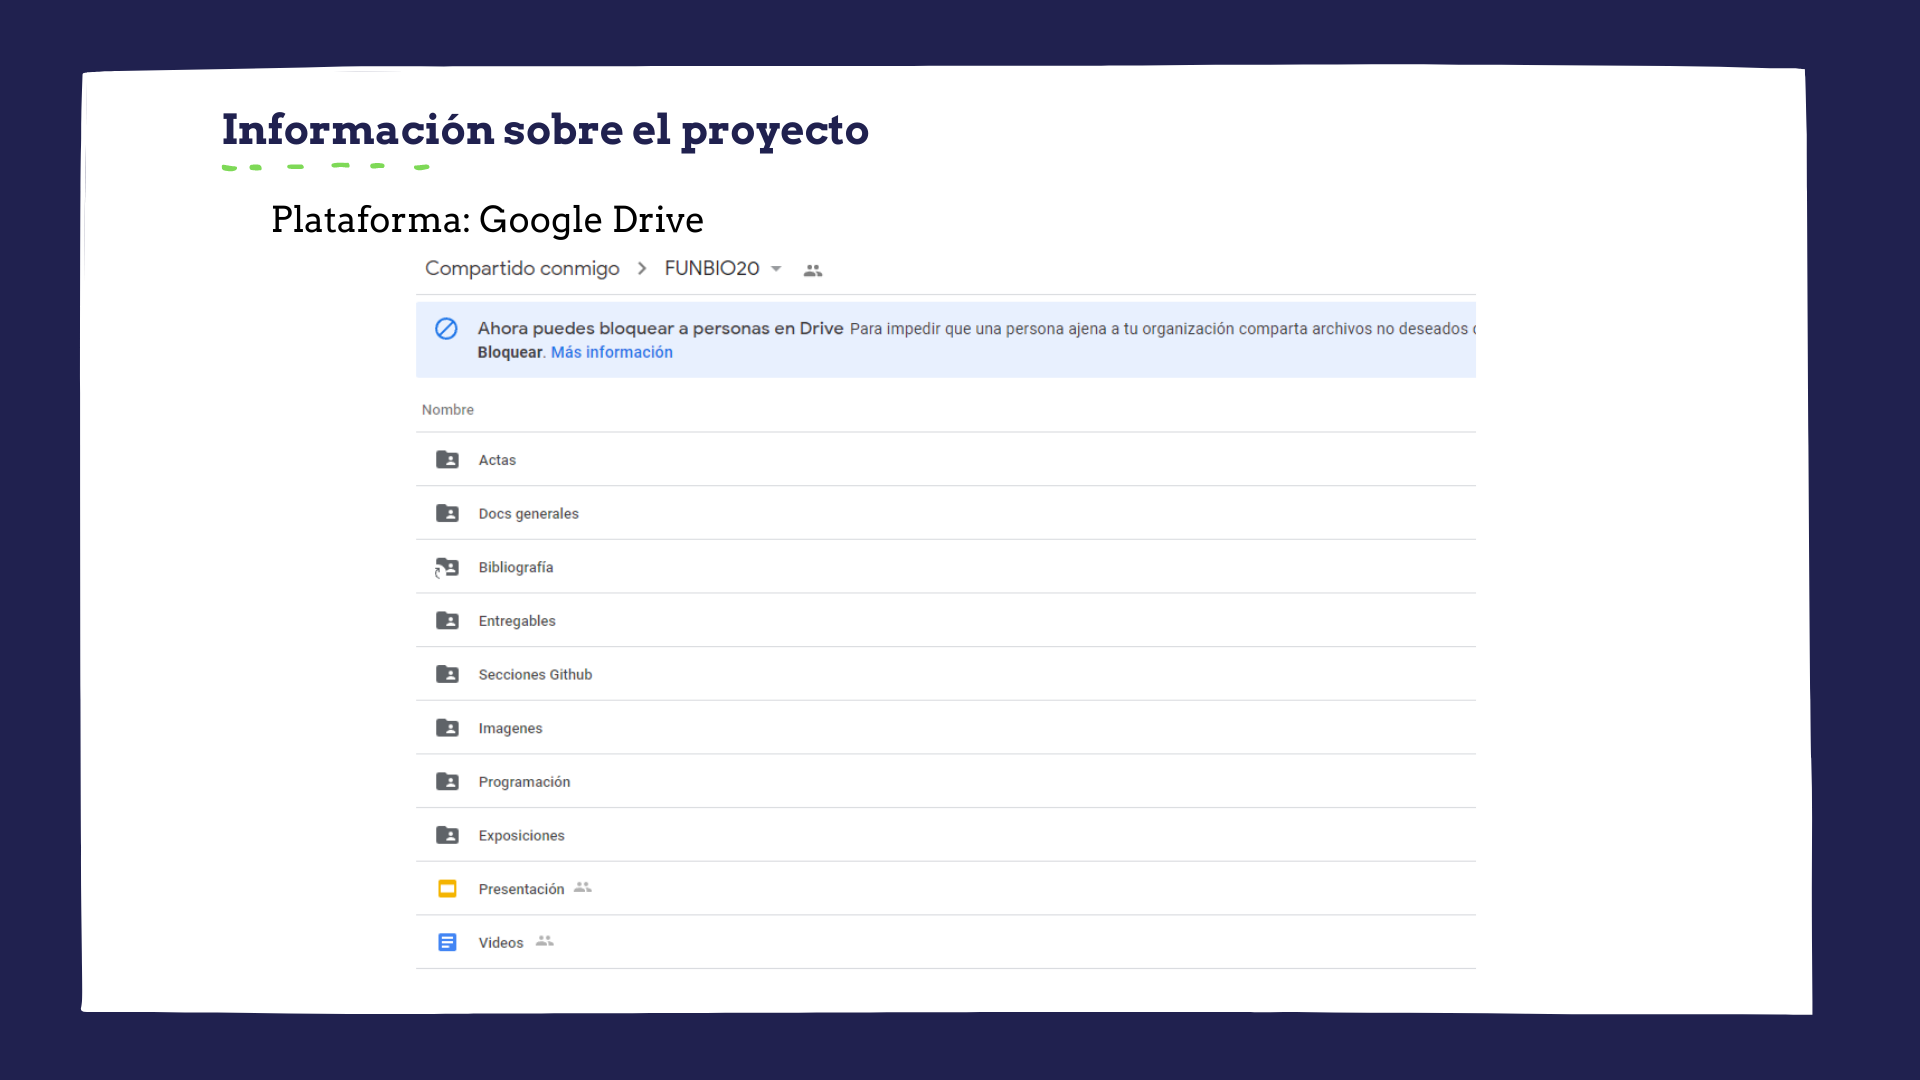 Información sobre el proyecto
Plataforma: Google Drive
Compartido conmigo > FUNBIO20
Ahora puedes bloquear a personas en Drive Para impedir que una persona ajena a tu organización comparta archivos no deseados
Bloquear. Más información
Nombre
Actas
Docs generales
Bibliografía
Entregables
Secciones Github
Imagenes
Programación
Exposiciones
Presentación
Videos